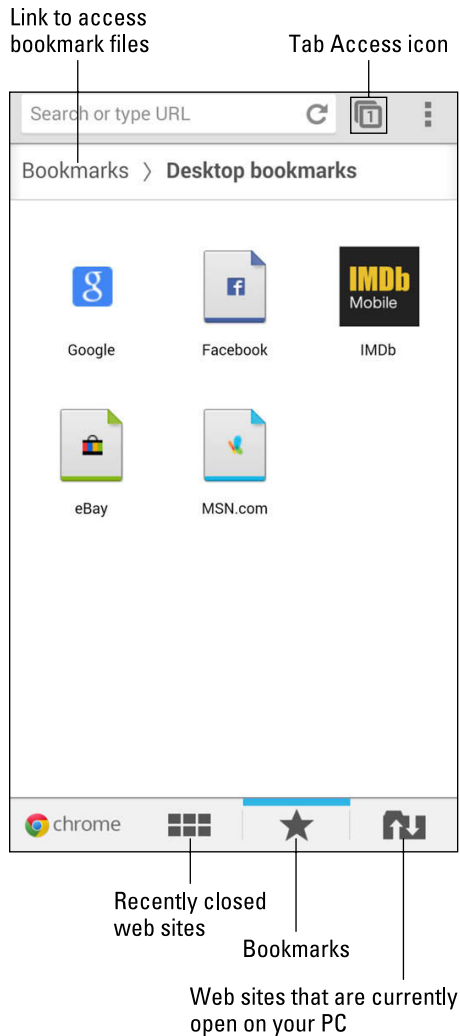 Link to access
bookmark files
Tab Access icon
Search or type URL
1
Bookmarks > Desktop bookmarks
g
f
IMDb
Mobile
Google
Facebook
IMDb
eBay
MSN.com
chrome
Recently closed
web sites
Bookmarks
Web sites that are currently
open on your PC